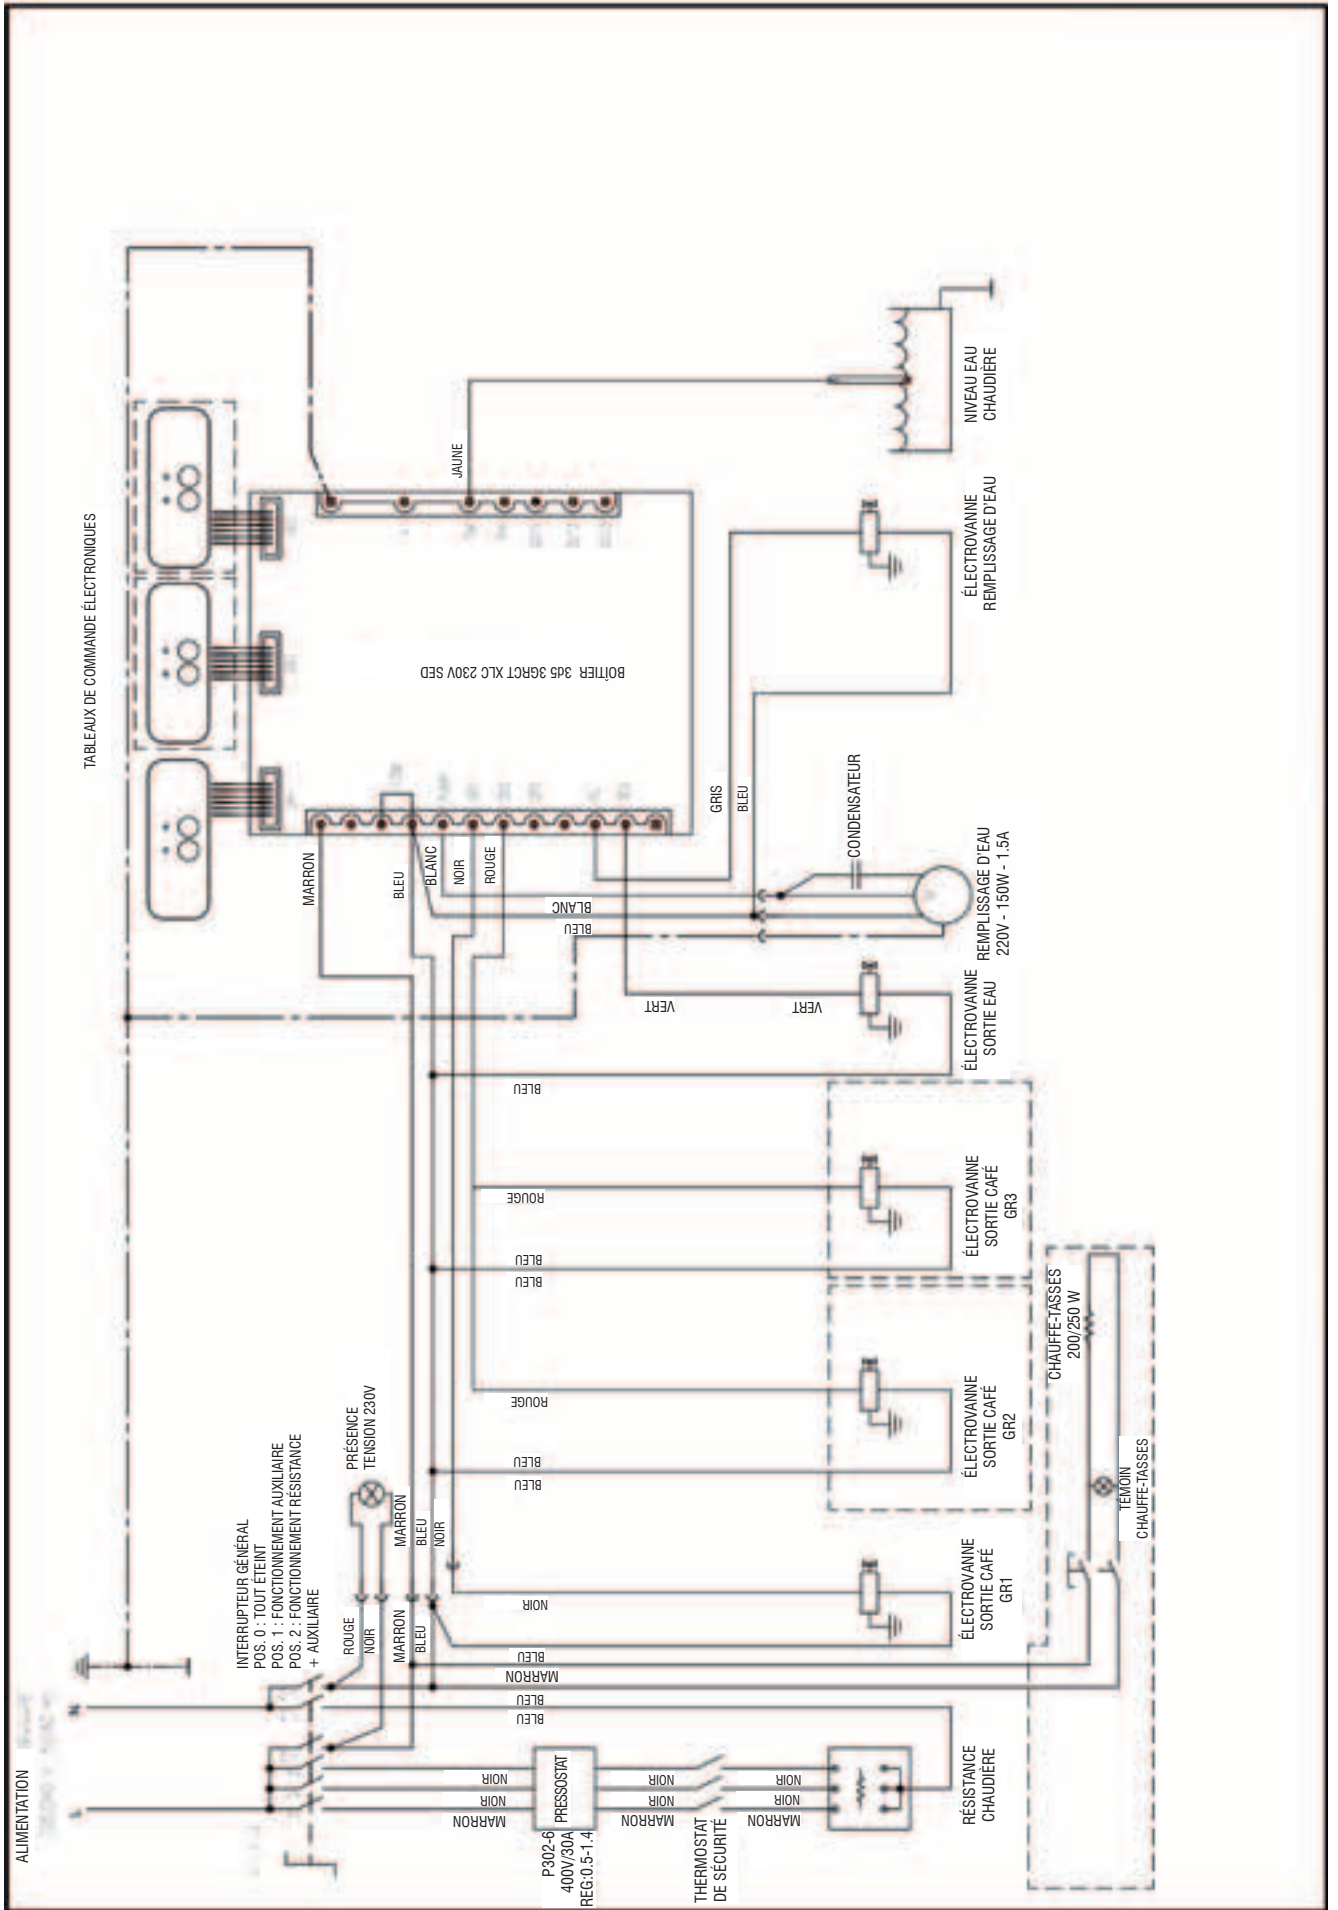 ALIMENTATION
L
N
INTERRUPTEUR GÉNÉRAL
POS. 0 : TOUT ÉTEINT
POS. 1 : FONCTIONNEMENT AUXILIAIRE
POS. 2 : FONCTIONNEMENT RÉSISTANCE
+ AUXILIAIRE
PRÉSENCE
TENSION 230V
TABLEAUX DE COMMANDE ÉLECTRONIQUES
ROUGE
NOIR
MARRON
BLEU
MARRON
BLEU
NOIR
MARRON
BLEU
BLANC
NOIR
ROUGE
JAUNE
BOÎTIER 3d5 3GRCT XLC 230V SED
P302-6
400V/30A
REG:0.5-1.4
PRESSOSTAT
MARRON
NOIR
NOIR
MARRON
NOIR
NOIR
MARRON
NOIR
NOIR
THERMOSTAT
DE SÉCURITÉ
RÉSISTANCE
CHAUDIÈRE
BLEU
BLEU
MARRON
BLEU
NOIR
BLEU
BLEU
ROUGE
BLEU
BLEU
ROUGE
BLEU
VERT
VERT
BLEU
BLANC
GRIS
BLEU
CONDENSATEUR
ÉLECTROVANNE
SORTIE CAFÉ
GR1
ÉLECTROVANNE
SORTIE CAFÉ
GR2
ÉLECTROVANNE
SORTIE CAFÉ
GR3
ÉLECTROVANNE
SORTIE EAU
REMPLISSAGE D'EAU
220V - 150W - 1.5A
ÉLECTROVANNE
REMPLISSAGE D'EAU
NIVEAU EAU
CHAUDIÈRE
TÉMOIN
CHAUFFE-TASSES
CHAUFFE-TASSES
200/250 W